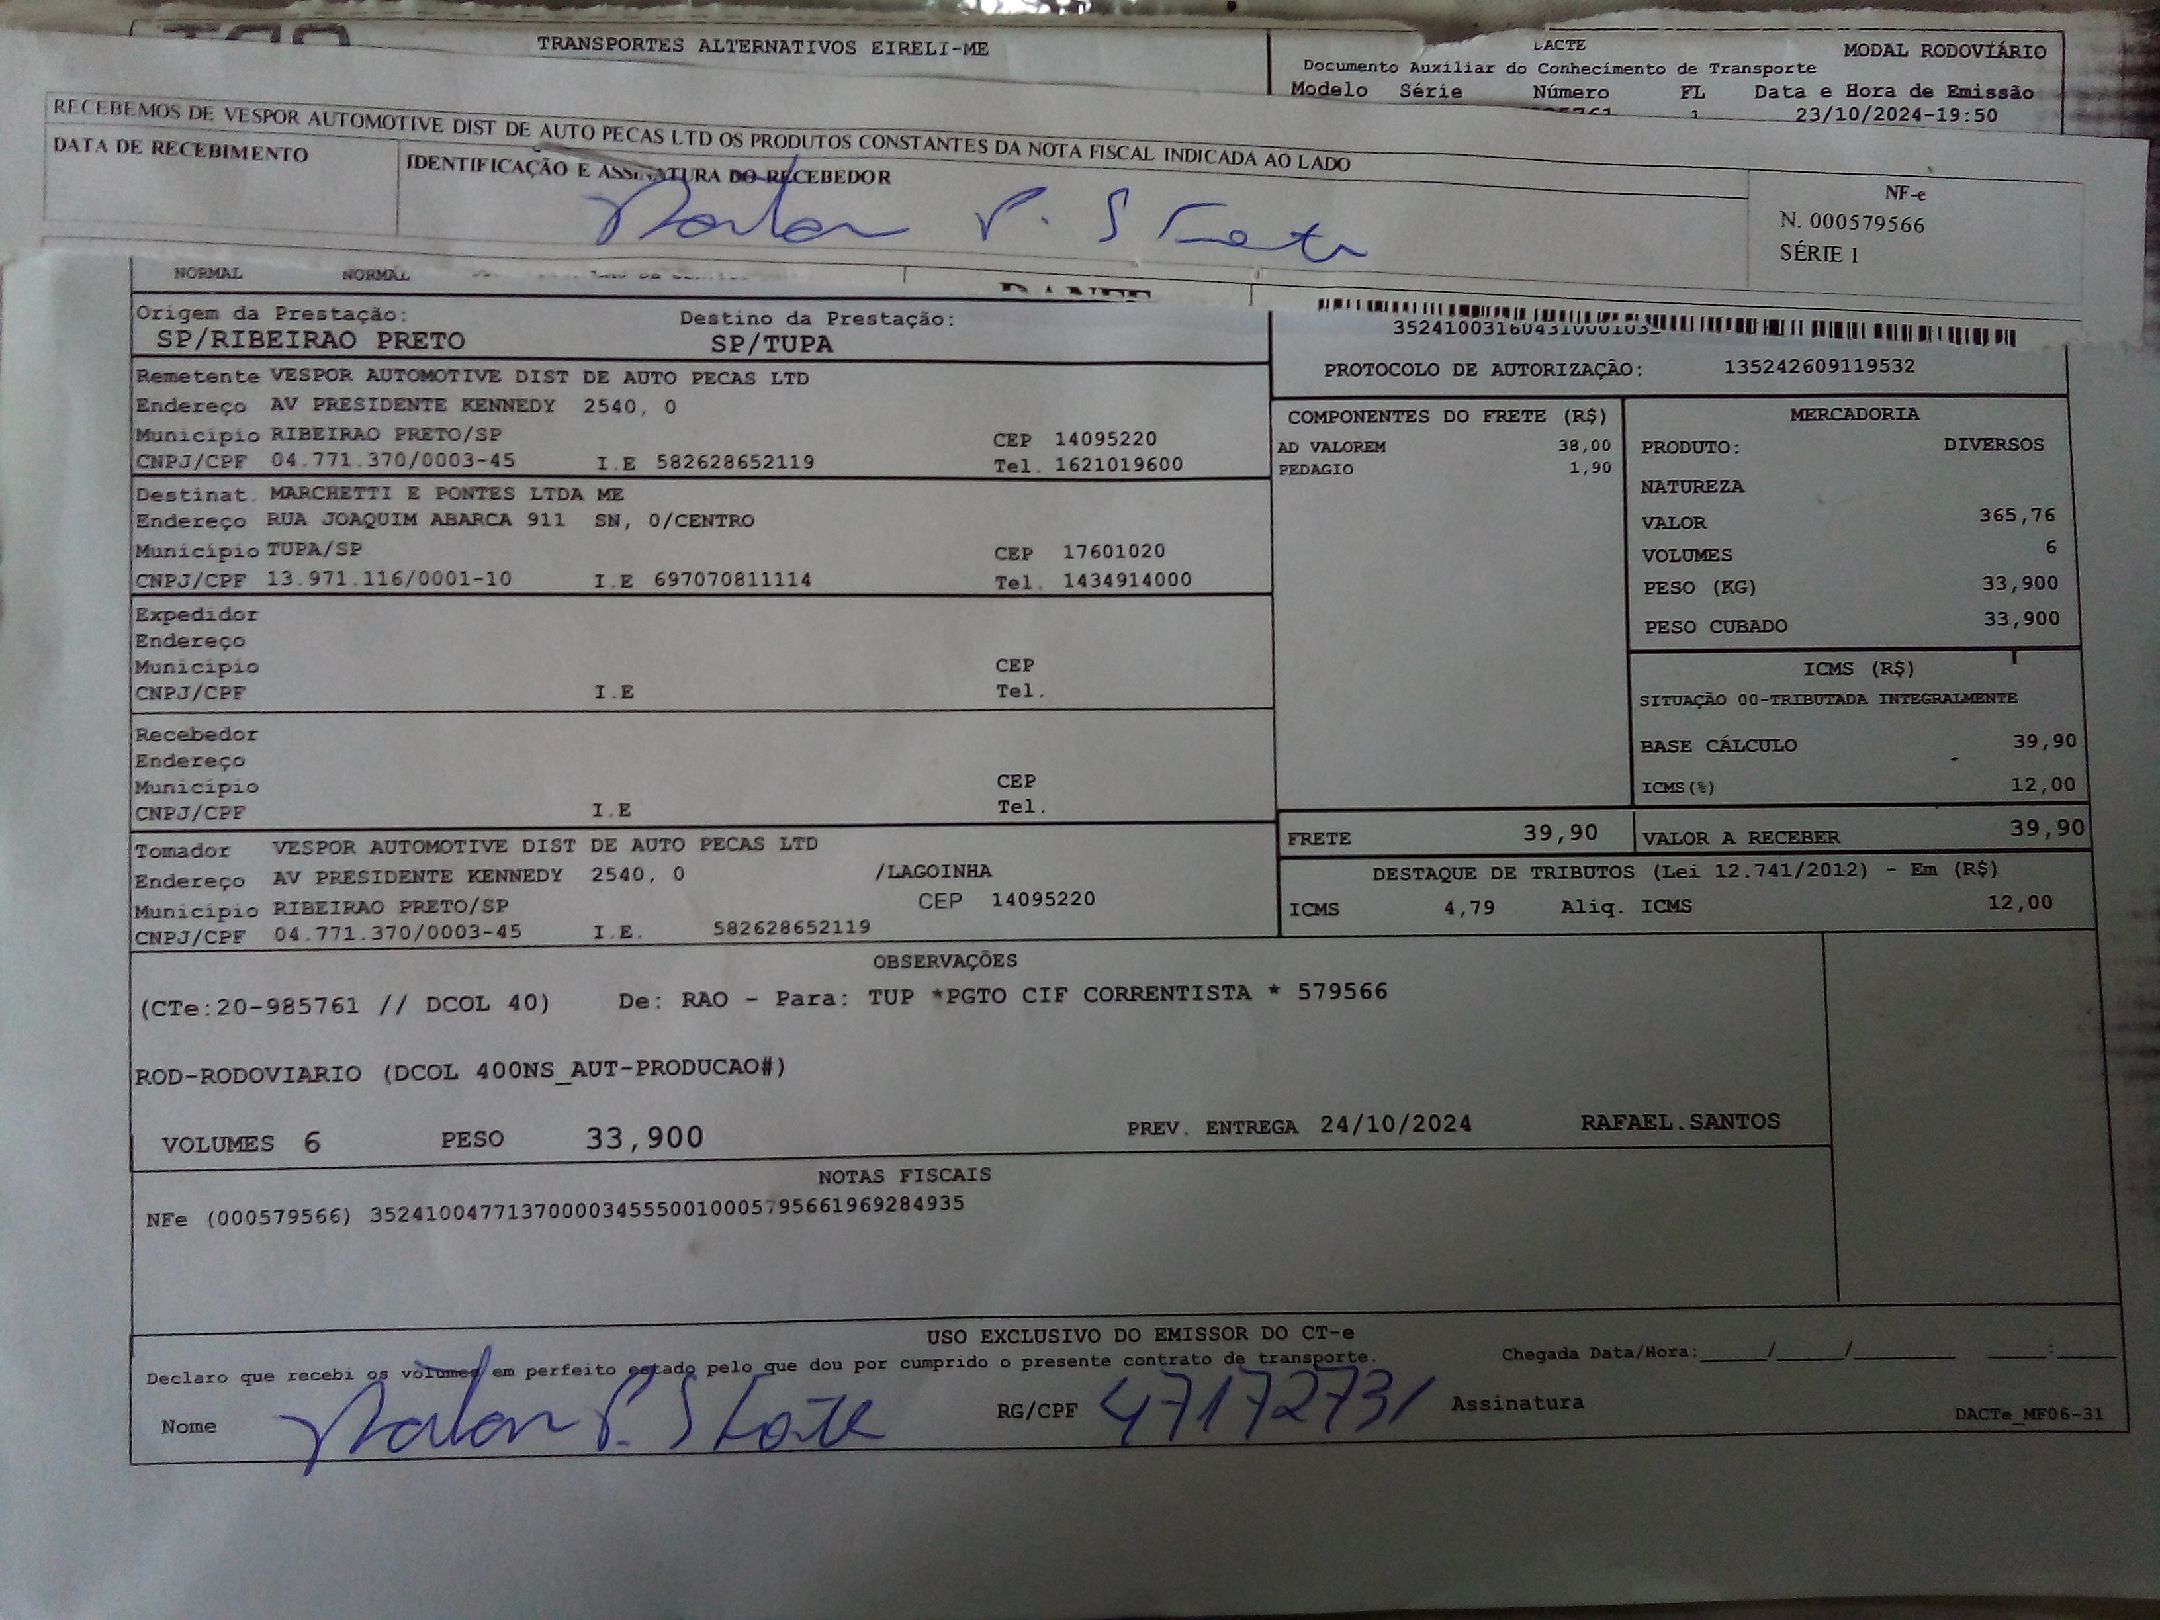 TRANSPORTES ALTERNATIVOS EIRELI-ME
DACTE
MODAL RODOVIÁRIO
Documento Auxiliar do Conhecimento de Transporte
Modelo Série Número FL Data e Hora de Emissão
1 23/10/2024-19:50
RECEBEMOS DE VESPOR AUTOMOTIVE DIST DE AUTO PECAS LTD OS PRODUTOS CONSTANTES DA NOTA FISCAL INDICADA AO LADO
DATA DE RECEBIMENTO
IDENTIFICAÇÃO E ASSINATURA DO RECEBEDOR
NF-e
N. 000579566
SÉRIE 1
NORMAL NORMAL
DANFE
Origem da Prestação: Destino da Prestação:
SP/RIBEIRAO PRETO SP/TUPA
PROTOCOLO DE AUTORIZAÇÃO: 135242609119532
Remetente VESPOR AUTOMOTIVE DIST DE AUTO PECAS LTD
Endereço AV PRESIDENTE KENNEDY 2540, 0
Município RIBEIRAO PRETO/SP CEP 14095220
CNPJ/CPF 04.771.370/0003-45 I.E 582628652119 Tel. 1621019600
Destinat. MARCHETTI E PONTES LTDA ME
Endereço RUA JOAQUIM ABARCA 911 SN, 0/CENTRO
Município TUPA/SP CEP 17601020
CNPJ/CPF 13.971.116/0001-10 I.E 697070811114 Tel. 1434914000
Expedidor
Endereço
Município CEP
CNPJ/CPF I.E Tel.
Recebedor
Endereço
Município CEP
CNPJ/CPF I.E Tel.
Tomador VESPOR AUTOMOTIVE DIST DE AUTO PECAS LTD
Endereço AV PRESIDENTE KENNEDY 2540, 0 /LAGOINHA
Município RIBEIRAO PRETO/SP CEP 14095220
CNPJ/CPF 04.771.370/0003-45 I.E. 582628652119
COMPONENTES DO FRETE (R$)
AD VALOREM 38,00
PEDAGIO 1,90
MERCADORIA
PRODUTO: DIVERSOS
NATUREZA
VALOR 365,76
VOLUMES 6
PESO (KG) 33,900
PESO CUBADO 33,900
ICMS (R$)
SITUAÇÃO 00-TRIBUTADA INTEGRALMENTE
BASE CÁLCULO 39,90
ICMS(%) 12,00
FRETE 39,90 VALOR A RECEBER 39,90
DESTAQUE DE TRIBUTOS (Lei 12.741/2012) - Em (R$)
ICMS 4,79 Aliq. ICMS 12,00
OBSERVAÇÕES
(CTe:20-985761 // DCOL 40) De: RAO - Para: TUP *PGTO CIF CORRENTISTA * 579566
ROD-RODOVIARIO (DCOL 400NS_AUT-PRODUCAO#)
VOLUMES 6 PESO 33,900 PREV. ENTREGA 24/10/2024 RAFAEL.SANTOS
NOTAS FISCAIS
NFe (000579566) 35241004771370000345550010005795661969284935
USO EXCLUSIVO DO EMISSOR DO CT-e
Declaro que recebi os volumes em perfeito estado pelo que dou por cumprido o presente contrato de transporte. Chegada Data/Hora:_____/_____/________ ____:____
Nome RG/CPF 47172731 Assinatura
DACTe_MF06-31